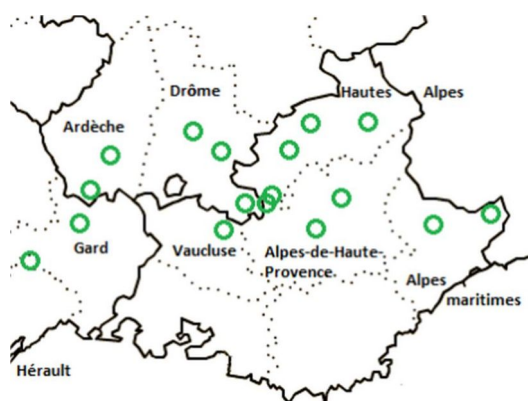 Drôme
Hautes Alpes
Ardèche
Gard
Vaucluse
Alpes-de-Haute-
Provence
Alpes
maritimes
Hérault